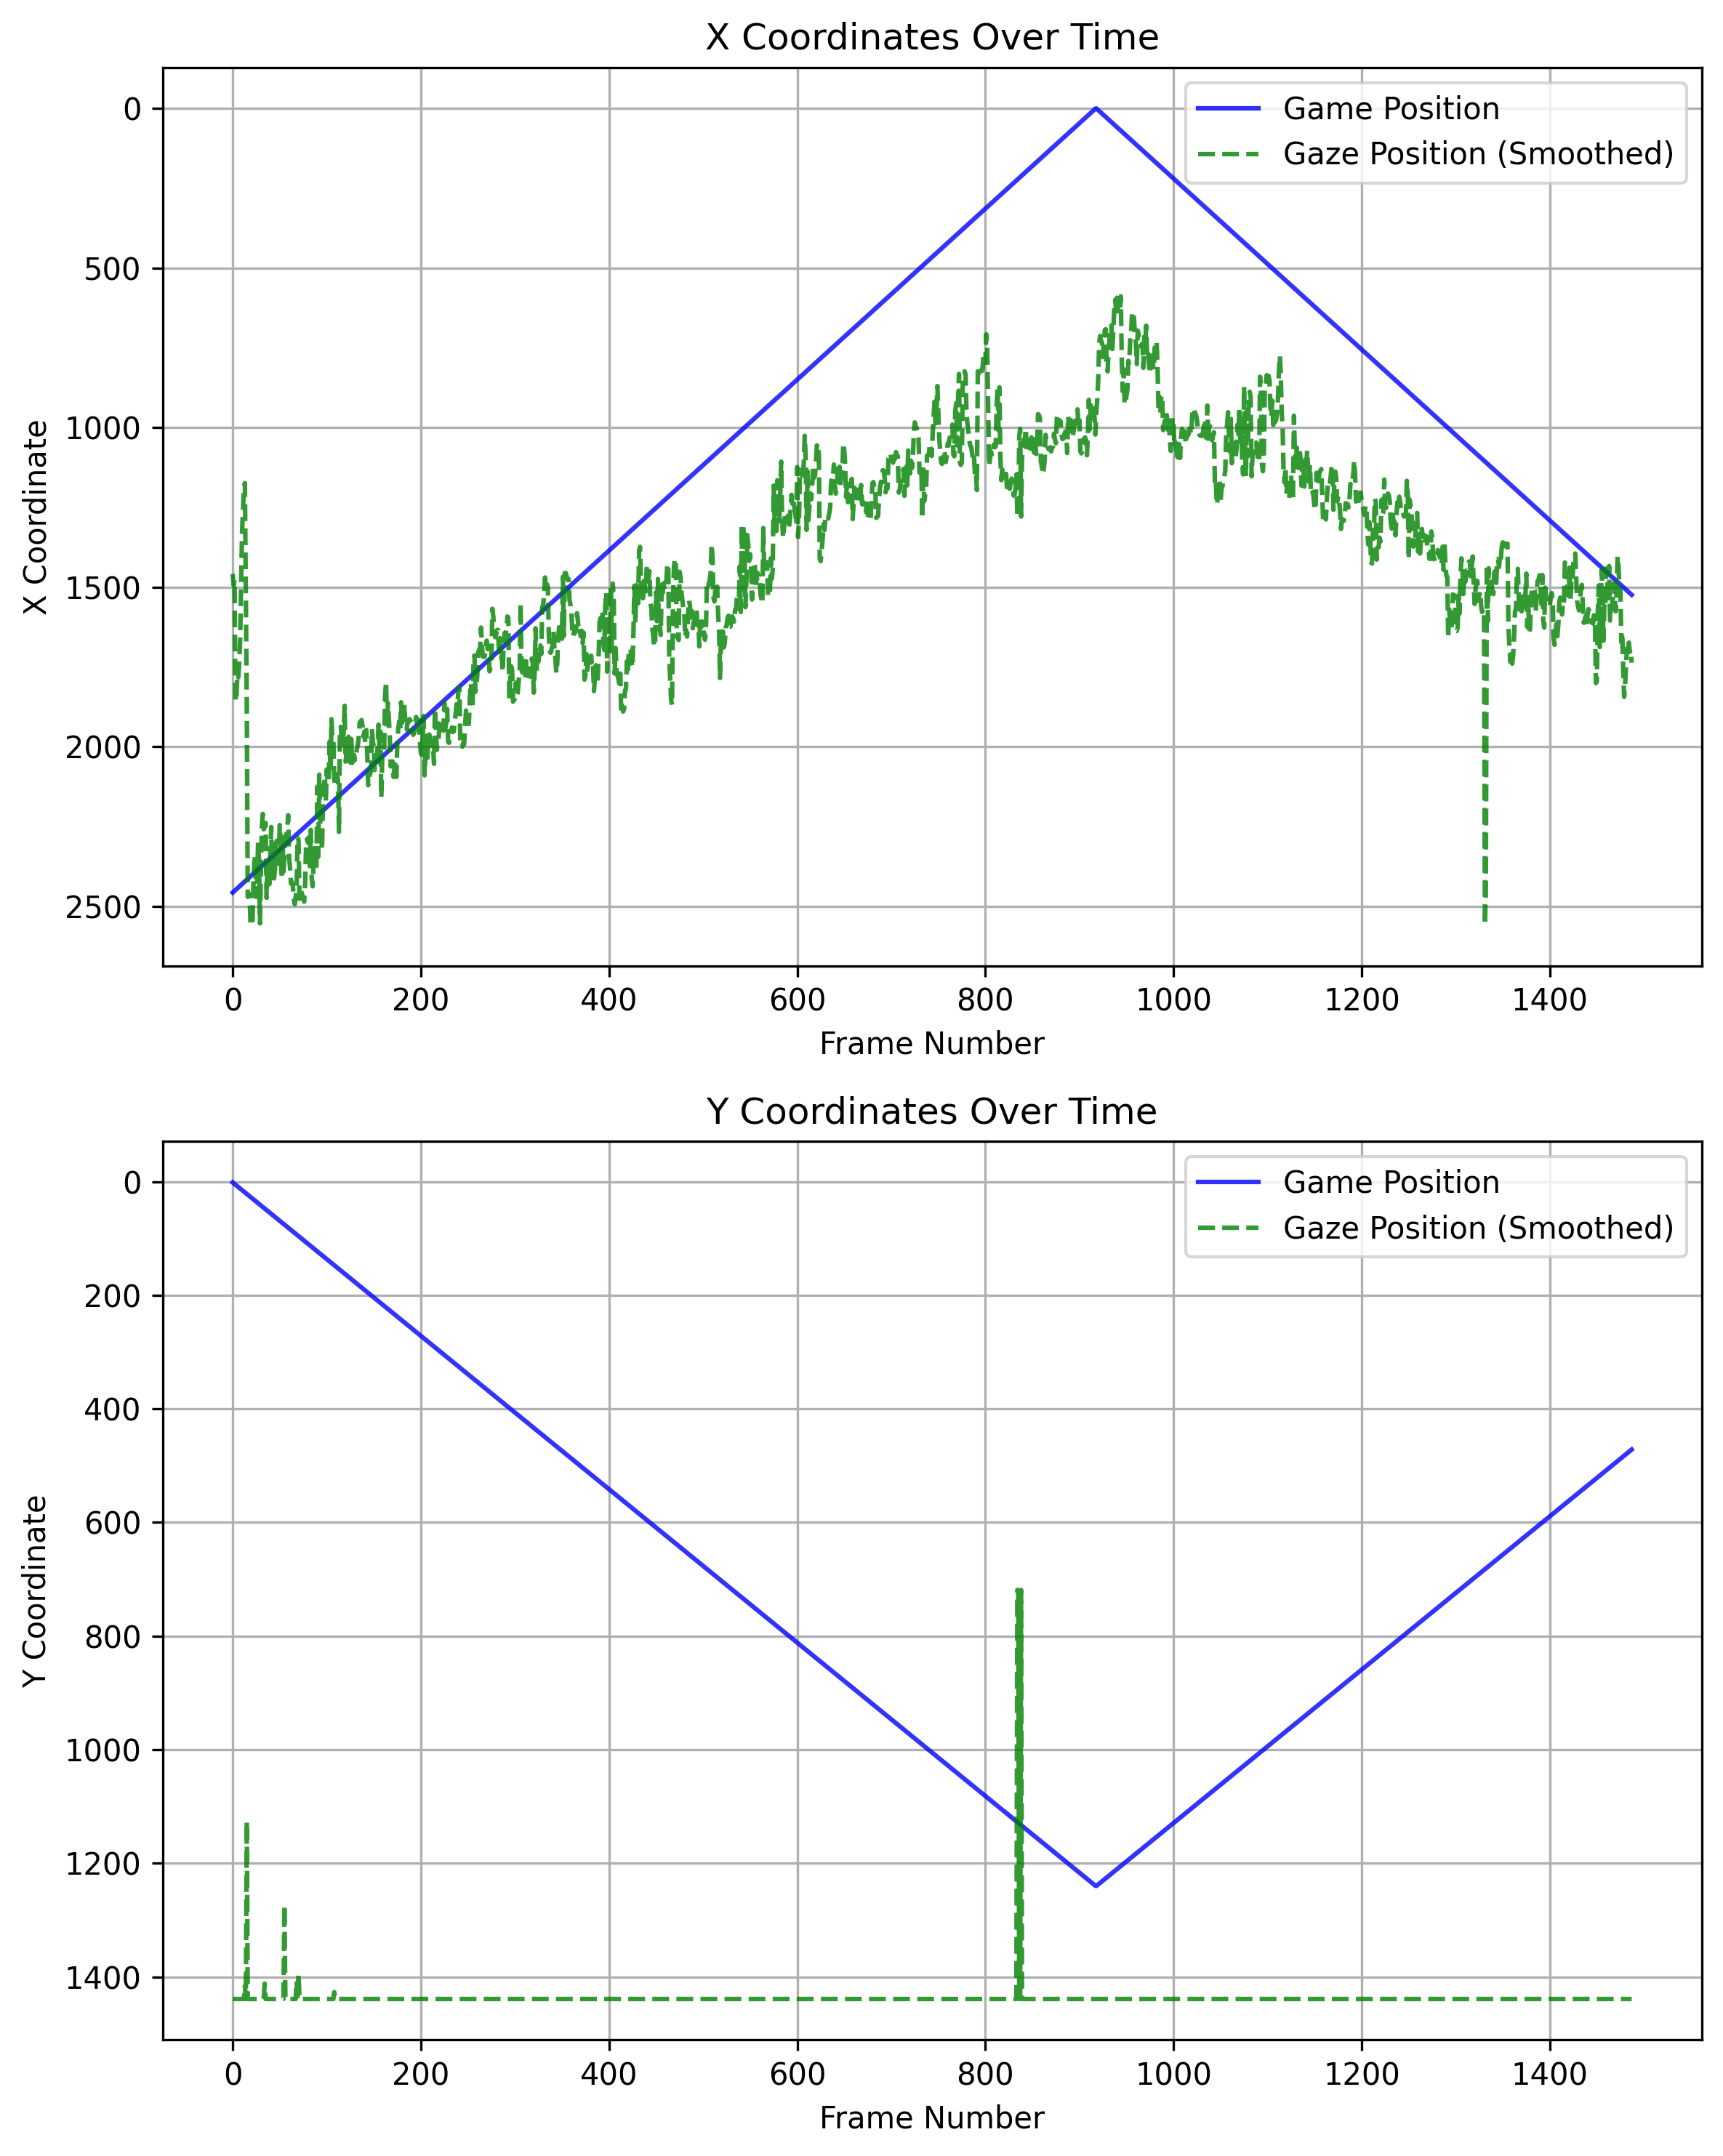 X Coordinates Over Time
Game Position
Gaze Position (Smoothed)
X Coordinate
0
500
1000
1500
2000
2500
0 200 400 600 800 1000 1200 1400
Frame Number
Y Coordinates Over Time
Game Position
Gaze Position (Smoothed)
Y Coordinate
0
200
400
600
800
1000
1200
1400
0 200 400 600 800 1000 1200 1400
Frame Number